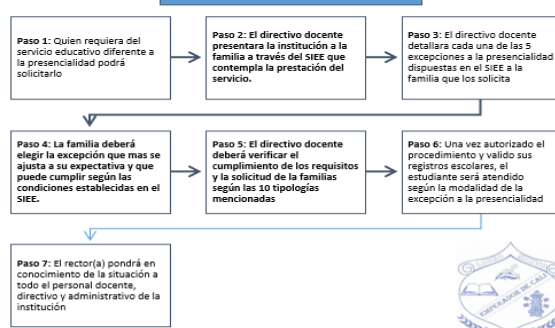 Paso 1: Quien requiera del
servicio educativo diferente a
la presencialidad podrá
solicitarlo
Paso 2: El directivo docente
presentara la institución a la
familia a través del SIEE que
contempla la prestación del
servicio.
Paso 3: El directivo docente
detallara cada una de las 5
excepciones a la presencialidad
dispuestas en el SIEE a la
familia que los solicita
Paso 4: La familia deberá
elegir la excepción que mas se
ajusta a su expectativa y que
puede cumplir según las
condiciones establecidas en el
SIEE.
Paso 5: El directivo docente
deberá verificar el
cumplimiento de los requisitos
y la solicitud de la familias
según las 10 tipologías
mencionadas
Paso 6: Una vez autorizado el
procedimiento y valido sus
registros escolares, el
estudiante será atendido
según la modalidad de la
excepción a la presencialidad
Paso 7: El rector(a) pondrá en
conocimiento de la situación a
todo el personal docente,
directivo y administrativo de la
institución
EMPERADOR DE CALI